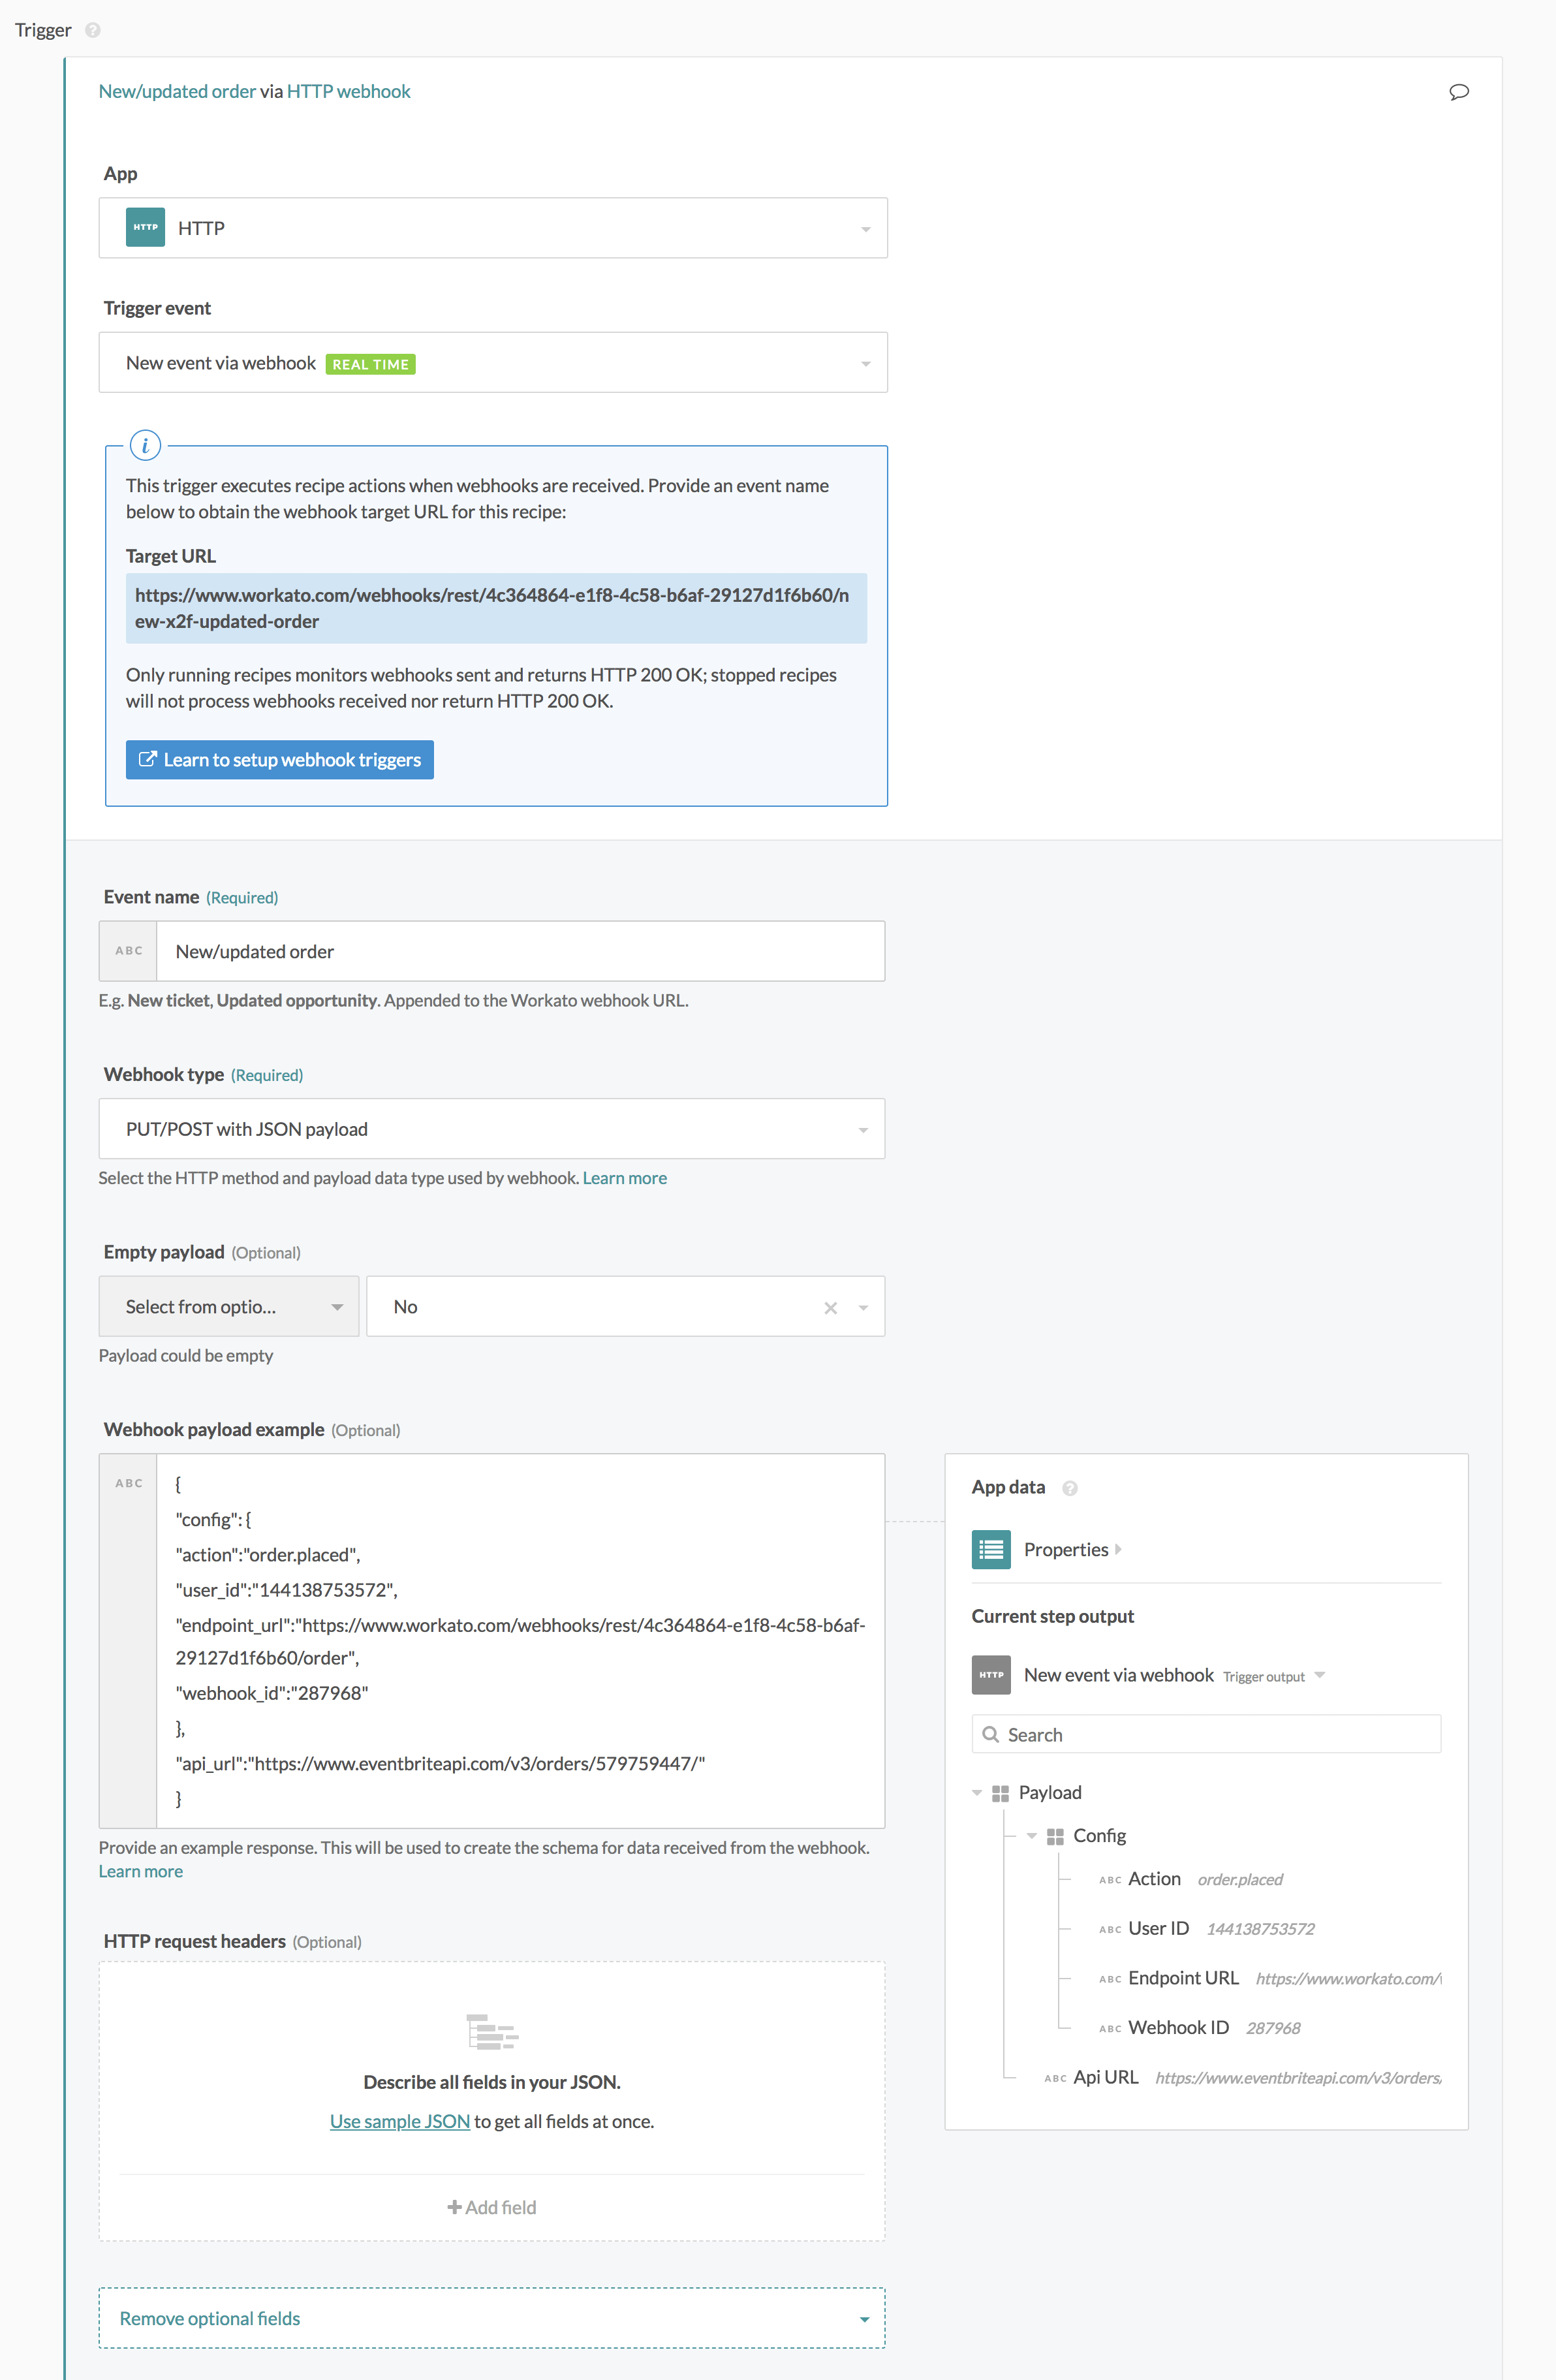 Trigger ?
New/updated order via HTTP webhook
App
HTTP HTTP
Trigger event
New event via webhook REAL TIME
i
This trigger executes recipe actions when webhooks are received. Provide an event name
below to obtain the webhook target URL for this recipe:
Target URL
https://www.workato.com/webhooks/rest/4c364864-e1f8-4c58-b6af-29127d1f6b60/n
ew-x2f-updated-order
Only running recipes monitors webhooks sent and returns HTTP 200 OK; stopped recipes
will not process webhooks received nor return HTTP 200 OK.
Learn to setup webhook triggers
Event name (Required)
ABC New/updated order
E.g. New ticket, Updated opportunity. Appended to the Workato webhook URL.
Webhook type (Required)
PUT/POST with JSON payload
Select the HTTP method and payload data type used by webhook. Learn more
Empty payload (Optional)
Select from optio... No
Payload could be empty
Webhook payload example (Optional)
ABC {
"config": {
"action":"order.placed",
"user_id":"144138753572",
"endpoint_url":"https://www.workato.com/webhooks/rest/4c364864-e1f8-4c58-b6af-
29127d1f6b60/order",
"webhook_id":"287968"
},
"api_url":"https://www.eventbriteapi.com/v3/orders/579759447/"
}
Provide an example response. This will be used to create the schema for data received from the webhook.
Learn more
App data ?
Properties
Current step output
HTTP New event via webhook Trigger output
Search
Payload
Config
ABC Action order.placed
ABC User ID 144138753572
ABC Endpoint URL https://www.workato.com/
ABC Webhook ID 287968
ABC Api URL https://www.eventbriteapi.com/v3/orders/
HTTP request headers (Optional)
Describe all fields in your JSON.
Use sample JSON to get all fields at once.
Add field
Remove optional fields